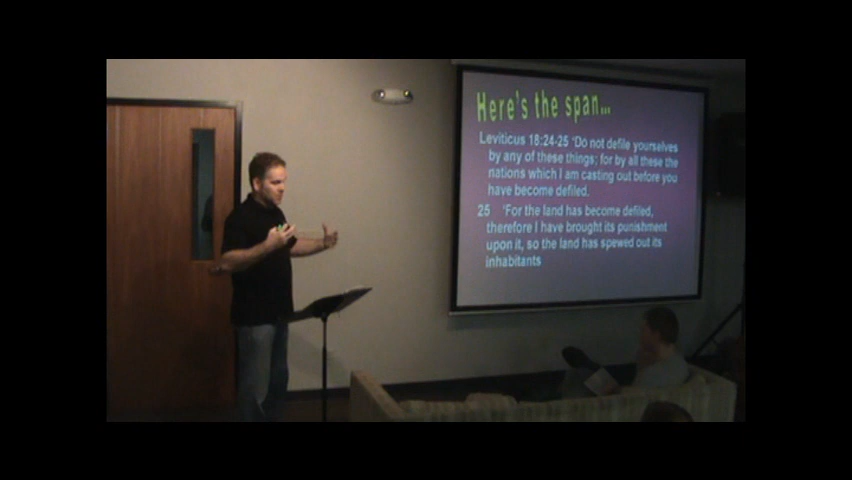 Here's the span...
Leviticus 18:24-25 'Do not defile yourselves
by any of these things; for by all these the
nations which I am casting out before you
have become defiled.
25 'For the land has become defiled,
therefore I have brought its punishment
upon it, so the land has spewed out its
inhabitants